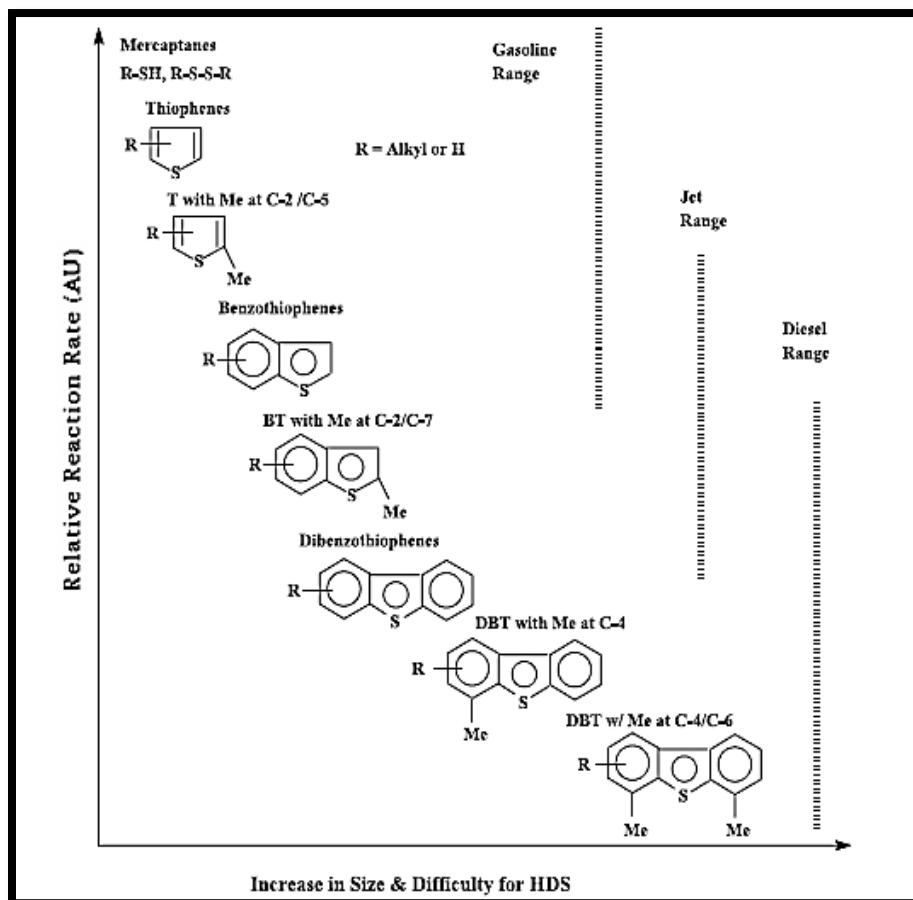 Mercaptanes
R-SH, R-S-S-R
Thiophenes
R
S
R = Alkyl or H
Gasoline
Range
T with Me at C-2 /C-5
R
S
Me
Jet
Range
Benzothiophenes
R
S
Diesel
Range
BT with Me at C-2/C-7
R
S
Me
Dibenzothiophenes
R
S
DBT with Me at C-4
R
S
Me
DBT w/ Me at C-4/C-6
R
S
Me Me
Relative Reaction Rate (AU)
Increase in Size & Difficulty for HDS